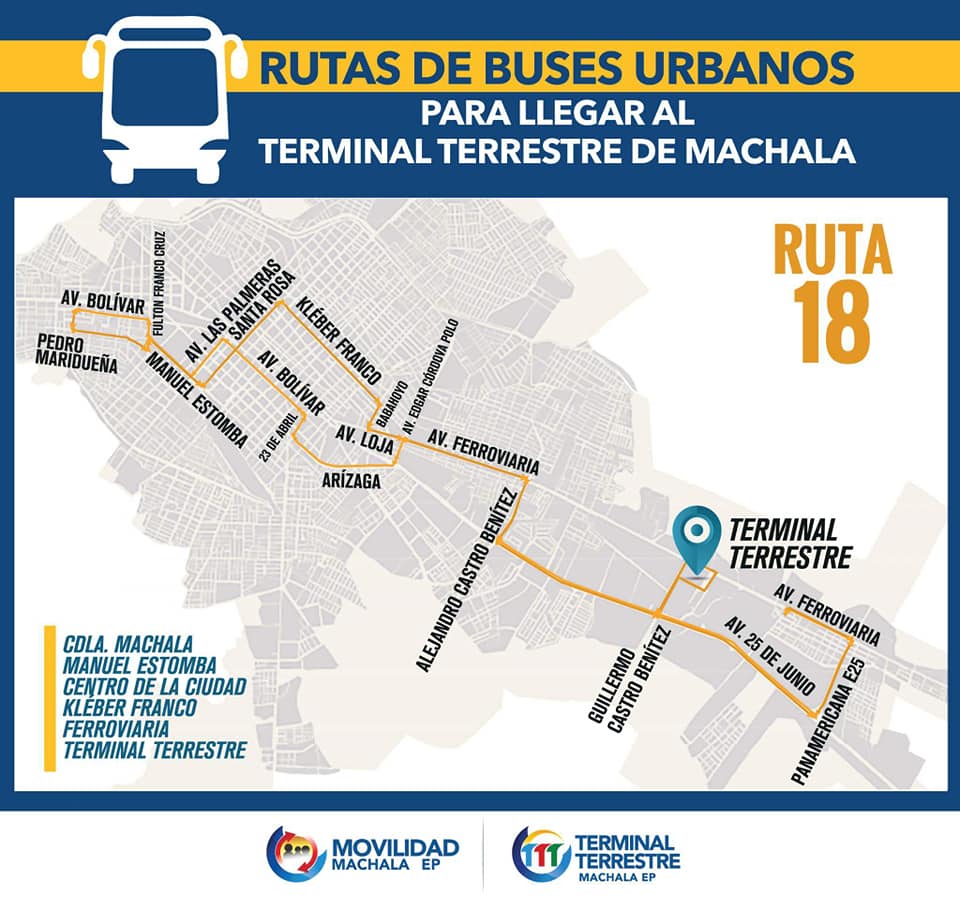 RUTAS DE BUSES URBANOS
PARA LLEGAR AL
TERMINAL TERRESTRE DE MACHALA
RUTA
18
AV. BOLÍVAR
FULTON FRANCO CRUZ
PEDRO
MARIDUEÑA
MANUEL ESTOMBA
AV. LAS PALMERAS
SANTA ROSA
KLÉBER FRANCO
AV. BOLÍVAR
23 DE ABRIL
ARÍZAGA
AV. LOJA
BABAHOYO
AV. EDGAR CÓRDOVA POLO
AV. FERROVIARIA
ALEJANDRO CASTRO BENÍTEZ
TERMINAL
TERRESTRE
GUILLERMO
CASTRO BENÍTEZ
AV. 25 DE JUNIO
AV. FERROVIARIA
PANAMERICANA E25
CDLA. MACHALA
MANUEL ESTOMBA
CENTRO DE LA CIUDAD
KLÉBER FRANCO
FERROVIARIA
TERMINAL TERRESTRE
MOVILIDAD
MACHALA EP
TTT
TERMINAL
TERRESTRE
MACHALA EP